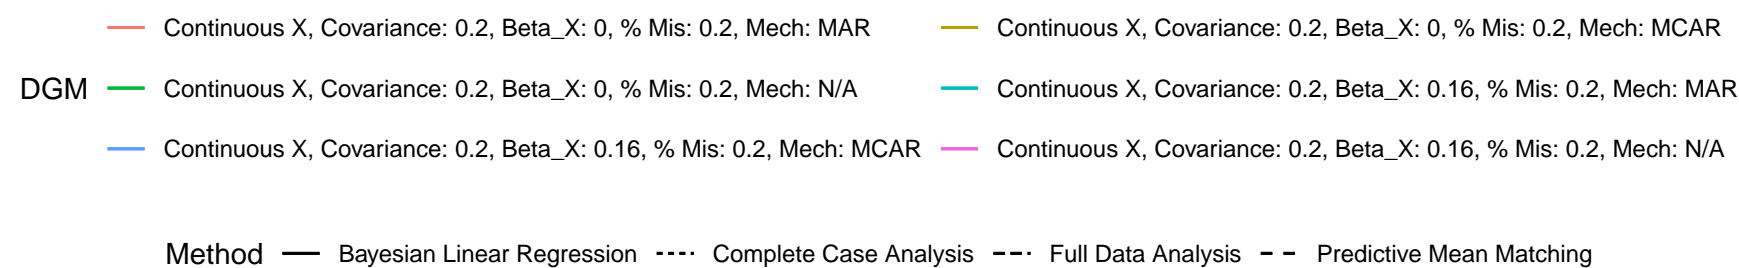 Continuous X, Covariance: 0.2, Beta_X: 0, % Mis: 0.2, Mech: MAR Continuous X, Covariance: 0.2, Beta_X: 0, % Mis: 0.2, Mech: MCAR
DGM Continuous X, Covariance: 0.2, Beta_X: 0, % Mis: 0.2, Mech: N/A Continuous X, Covariance: 0.2, Beta_X: 0.16, % Mis: 0.2, Mech: MAR
Continuous X, Covariance: 0.2, Beta_X: 0.16, % Mis: 0.2, Mech: MCAR Continuous X, Covariance: 0.2, Beta_X: 0.16, % Mis: 0.2, Mech: N/A
Method Bayesian Linear Regression Complete Case Analysis Full Data Analysis Predictive Mean Matching